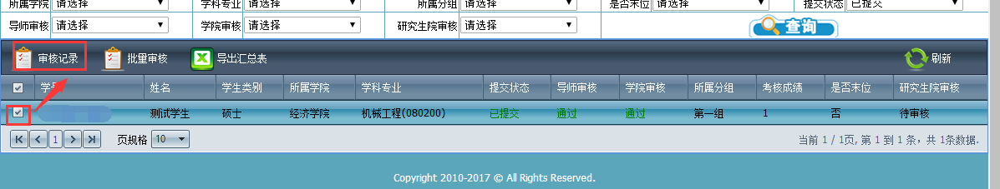 所属学院 请选择 学科专业 请选择 所属分组 请选择 是否末位 请选择 提交状态 已提交
导师审核 请选择 学院审核 请选择 研究生院审核 请选择 查询
审核记录 批量审核 导出汇总表 刷新
学号 姓名 学生类别 所属学院 学科专业 提交状态 导师审核 学院审核 所属分组 考核成绩 是否末位 研究生院审核
测试学生 硕士 经济学院 机械工程(080200) 已提交 通过 通过 第一组 1 否 待审核
1 页规格 10 当前 1 / 1页, 第 1 到 1 条，共 1条数据.
Copyright 2010-2017 © All Rights Reserved.